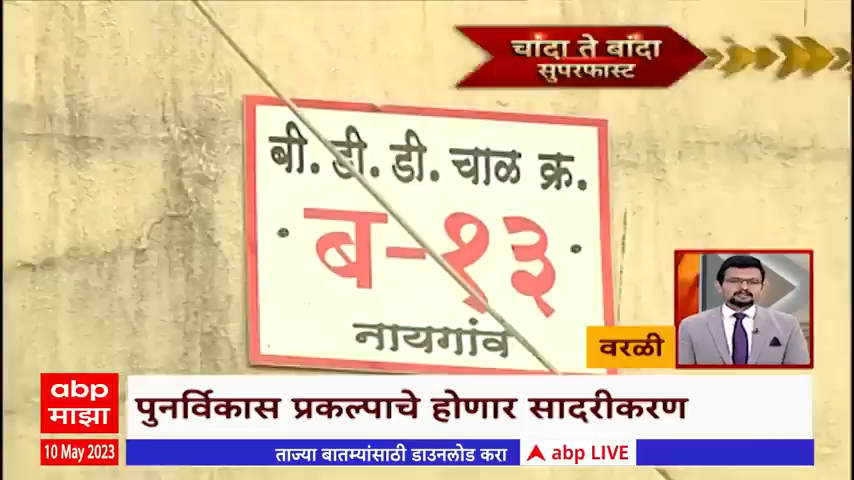 चांदा ते बांदा
सुपरफास्ट
बी. डी. डी. चाळ क्र.
ब-१३
नायगांव
वरळी
abp
माझा
पुनर्विकास प्रकल्पाचे होणार सादरीकरण
10 May 2023
ताज्या बातम्यांसाठी डाउनलोड करा
abp LIVE